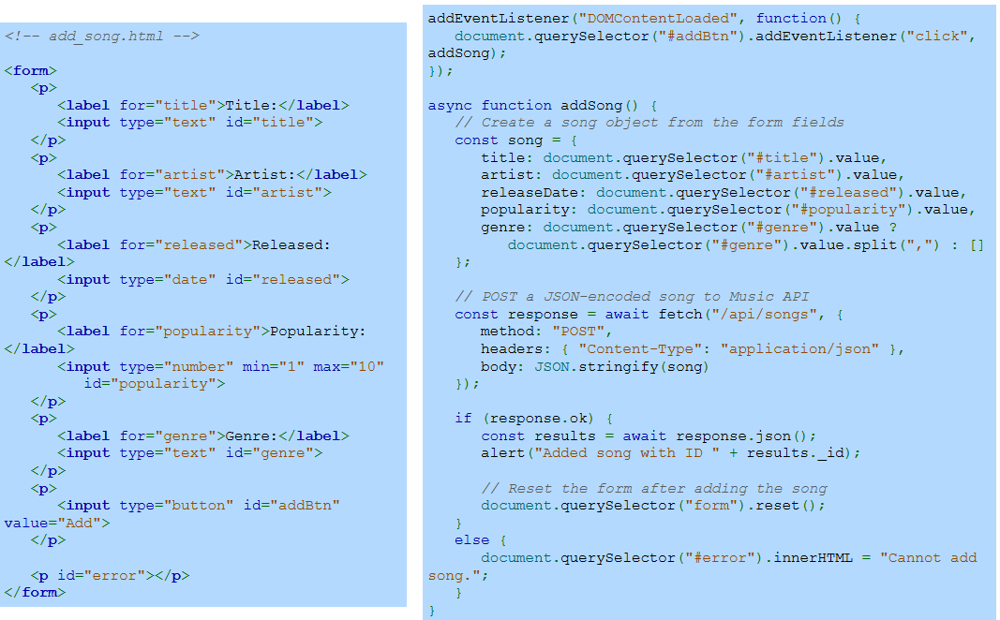 <!-- add_song.html -->
<form>
<p>
<label for="title">Title:</label>
<input type="text" id="title">
</p>
<p>
<label for="artist">Artist:</label>
<input type="text" id="artist">
</p>
<p>
<label for="released">Released:
</label>
<input type="date" id="released">
</p>
<p>
<label for="popularity">Popularity:
</label>
<input type="number" min="1" max="10"
id="popularity">
</p>
<p>
<label for="genre">Genre:</label>
<input type="text" id="genre">
</p>
<p>
<input type="button" id="addBtn"
value="Add">
</p>
<p id="error"></p>
</form>
addEventListener("DOMContentLoaded", function() {
document.querySelector("#addBtn").addEventListener("click",
addSong);
});
async function addSong() {
// Create a song object from the form fields
const song = {
title: document.querySelector("#title").value,
artist: document.querySelector("#artist").value,
releaseDate: document.querySelector("#released").value,
popularity: document.querySelector("#popularity").value,
genre: document.querySelector("#genre").value ?
document.querySelector("#genre").value.split(",") : []
};
// POST a JSON-encoded song to Music API
const response = await fetch("/api/songs", {
method: "POST",
headers: { "Content-Type": "application/json" },
body: JSON.stringify(song)
});
if (response.ok) {
const results = await response.json();
alert("Added song with ID " + results._id);
// Reset the form after adding the song
document.querySelector("form").reset();
}
else {
document.querySelector("#error").innerHTML = "Cannot add
song.";
}
}